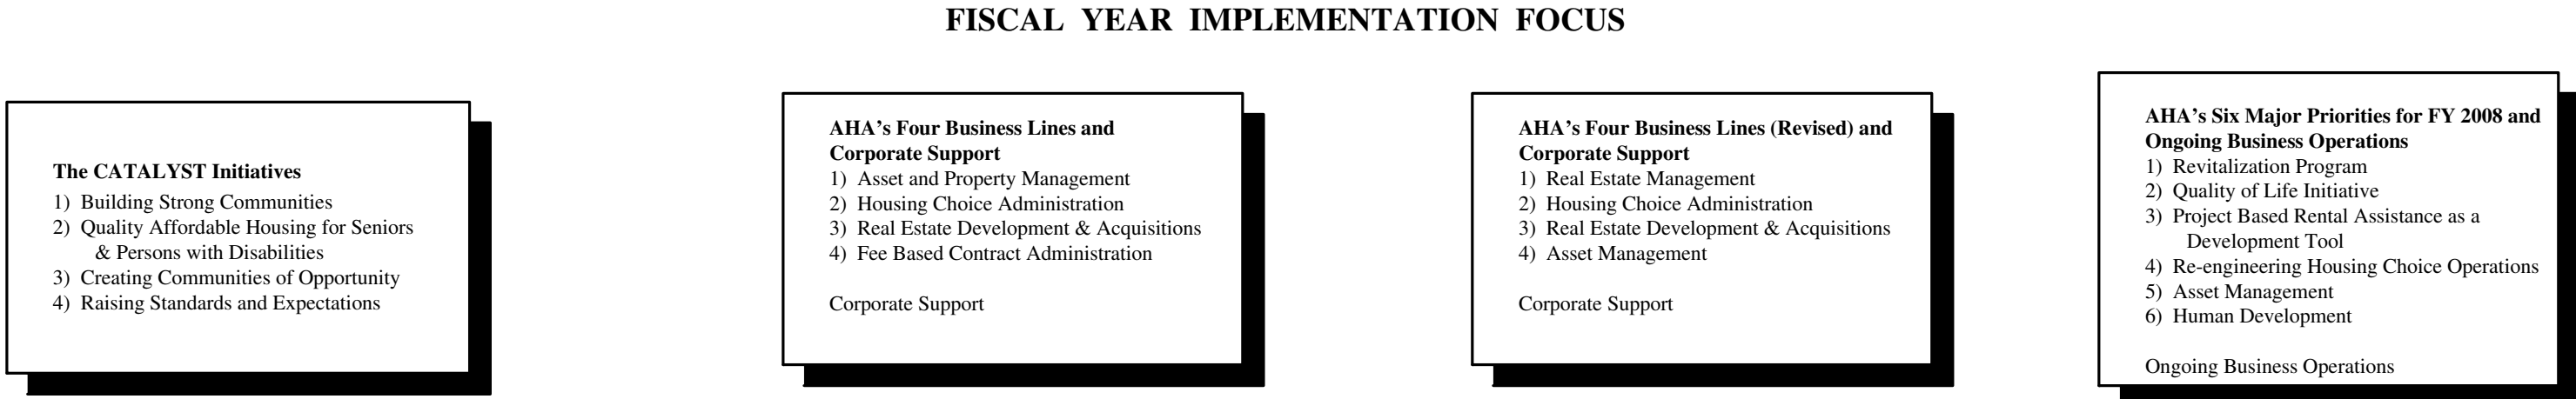 FISCAL YEAR IMPLEMENTATION FOCUS
The CATALYST Initiatives
1) Building Strong Communities
2) Quality Affordable Housing for Seniors
& Persons with Disabilities
3) Creating Communities of Opportunity
4) Raising Standards and Expectations
AHA’s Four Business Lines and
Corporate Support
1) Asset and Property Management
2) Housing Choice Administration
3) Real Estate Development & Acquisitions
4) Fee Based Contract Administration
Corporate Support
AHA’s Four Business Lines (Revised) and
Corporate Support
1) Real Estate Management
2) Housing Choice Administration
3) Real Estate Development & Acquisitions
4) Asset Management
Corporate Support
AHA’s Six Major Priorities for FY 2008 and
Ongoing Business Operations
1) Revitalization Program
2) Quality of Life Initiative
3) Project Based Rental Assistance as a
Development Tool
4) Re-engineering Housing Choice Operations
5) Asset Management
6) Human Development
Ongoing Business Operations